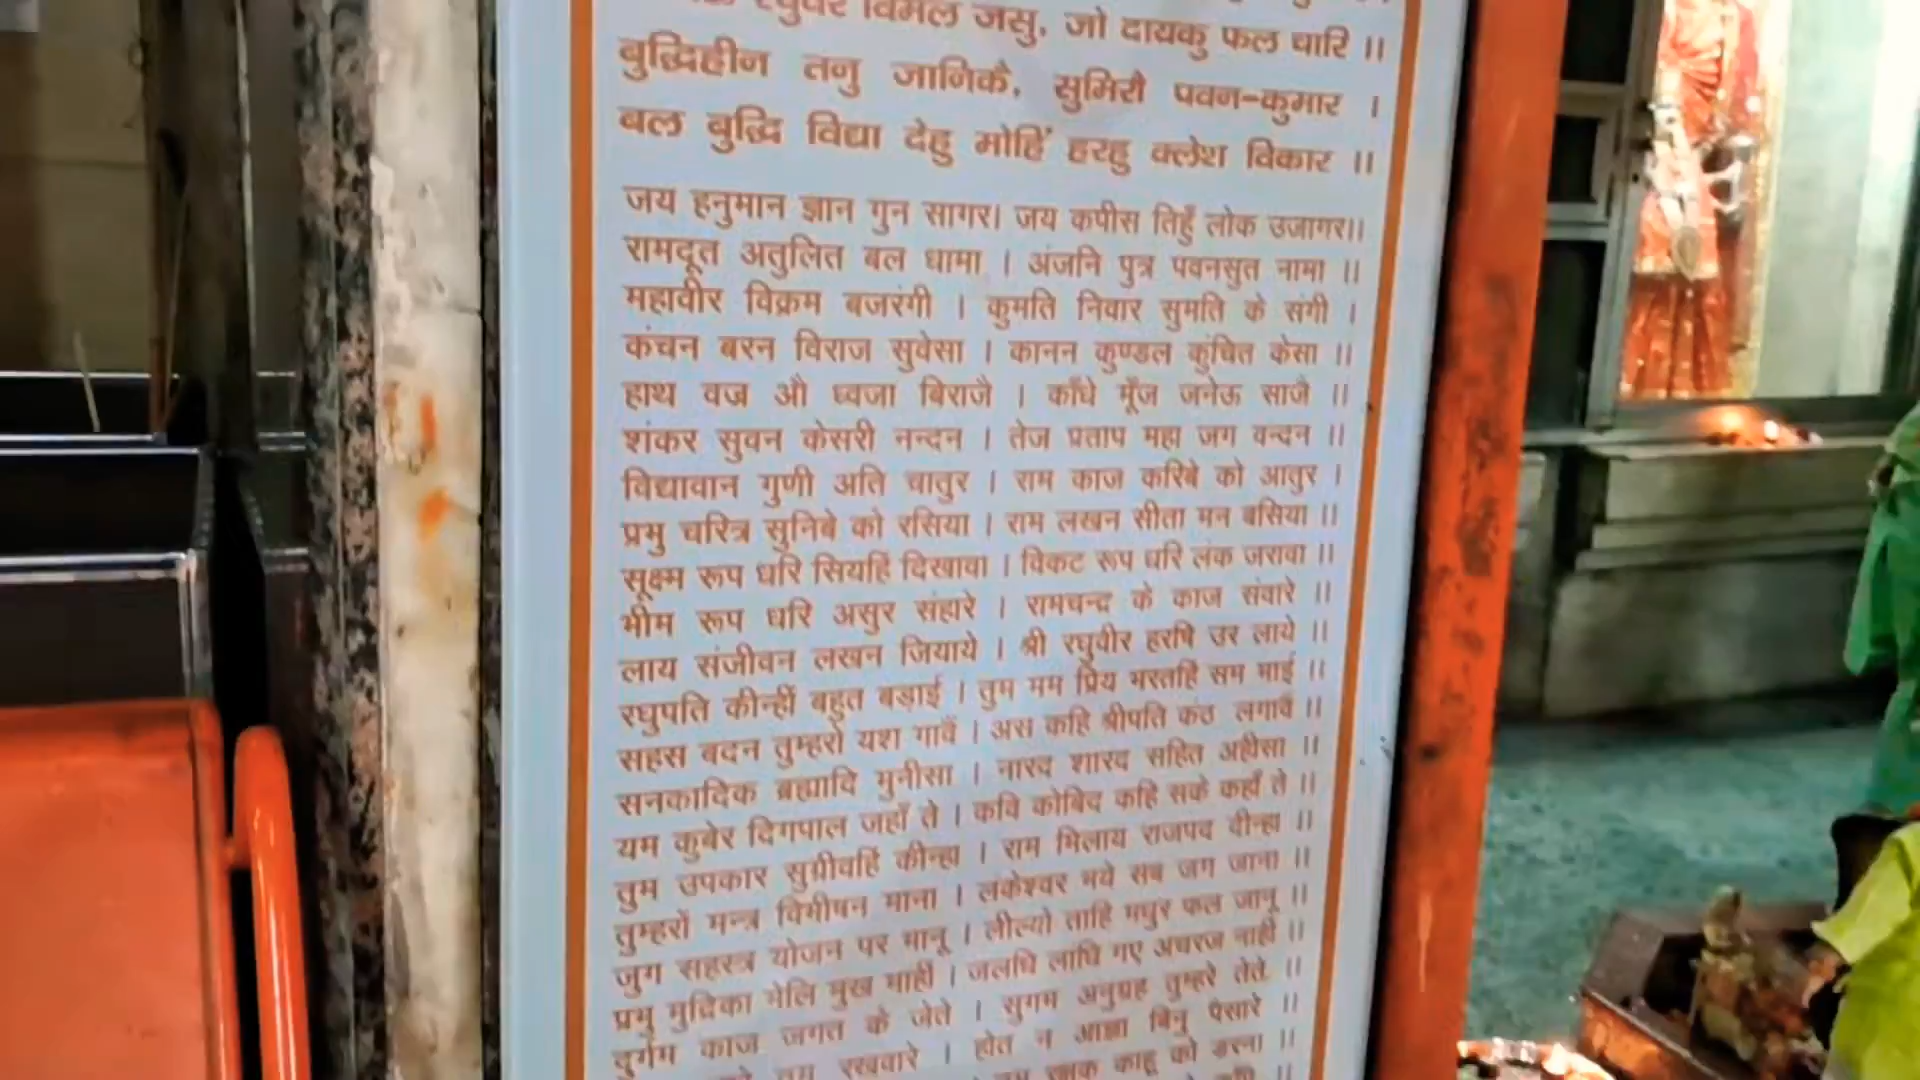 रघुवर विमल जसु, जो दायकु फल चारि ।।
बुद्धिहीन तनु जानिकै, सुमिरौ पवन-कुमार ।
बल बुद्धि विद्या देहु मोहिं हरहु क्लेश विकार ।।
जय हनुमान ज्ञान गुन सागर। जय कपीस तिहुँ लोक उजागर।।
रामदूत अतुलित बल धामा । अंजनि पुत्र पवनसुत नामा ।।
महावीर विक्रम बजरंगी । कुमति निवार सुमति के संगी ।
कंचन बरन विराज सुवेसा । कानन कुण्डल कुंचित केसा ।।
हाथ वज्र औ ध्वजा बिराजै । काँधे मूँज जनेऊ साजै ।।
शंकर सुवन केसरी नन्दन । तेज प्रताप महा जग वन्दन ।।
विद्यावान गुणी अति चातुर । राम काज करिबे को आतुर ।
प्रभु चरित्र सुनिबे को रसिया । राम लखन सीता मन बसिया ।।
सूक्ष्म रूप धरि सियहिं दिखावा । विकट रूप धरि लंक जरावा ।।
भीम रूप धरि असुर संहारे । रामचन्द्र के काज संवारे ।।
लाय संजीवन लखन जियाये । श्री रघुवीर हरषि उर लाये ।।
रघुपति कीन्हीं बहुत बड़ाई । तुम मम प्रिय भरतहि सम भाई ।।
सहस बदन तुम्हरो यश गावैं । अस कहि श्रीपति कंठ लगावैं ।।
सनकादिक ब्रह्मादि मुनीसा । नारद शारद सहित अहीसा ।।
यम कुबेर दिगपाल जहाँ ते । कवि कोबिद कहि सके कहाँ ते ।।
तुम उपकार सुग्रीवहिं कीन्हा । राम मिलाय राजपद दीन्हा ।।
तुम्हरों मन्त्र विभीषन माना । लंकेश्वर भये सब जग जाना ।।
जुग सहस्त्र योजन पर भानू । लील्यो ताहि मधुर फल जानू ।।
प्रभु मुद्रिका मेलि मुख माहीं । जलधि लांघि गए अचरज नाहीं ।।
दुर्गम काज जगत के जेते । सुगम अनुग्रह तुम्हरे तेते ।।
रखवारे । होत न आज्ञा बिनु पैसारे ।।
काहू को डरना ।।